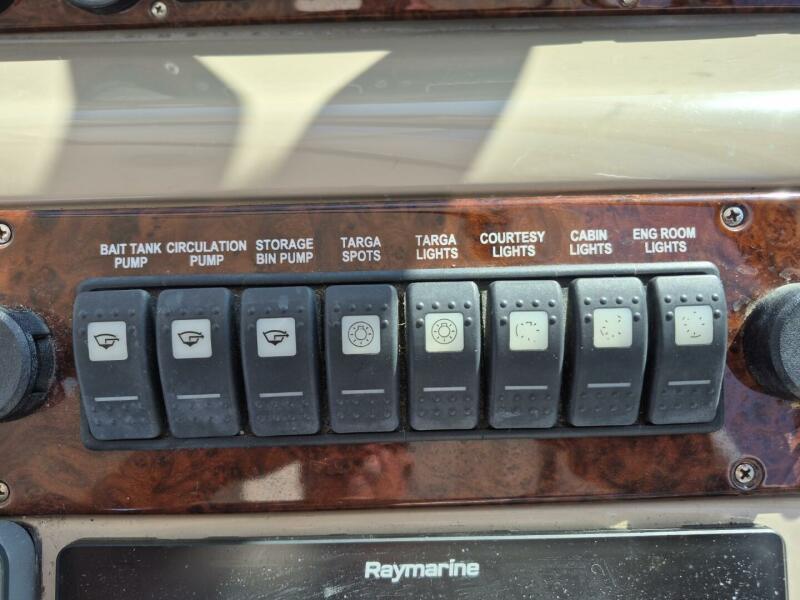 BAIT TANK PUMP
CIRCULATION PUMP
STORAGE BIN PUMP
TARGA SPOTS
TARGA LIGHTS
COURTESY LIGHTS
CABIN LIGHTS
ENG ROOM LIGHTS
Raymarine